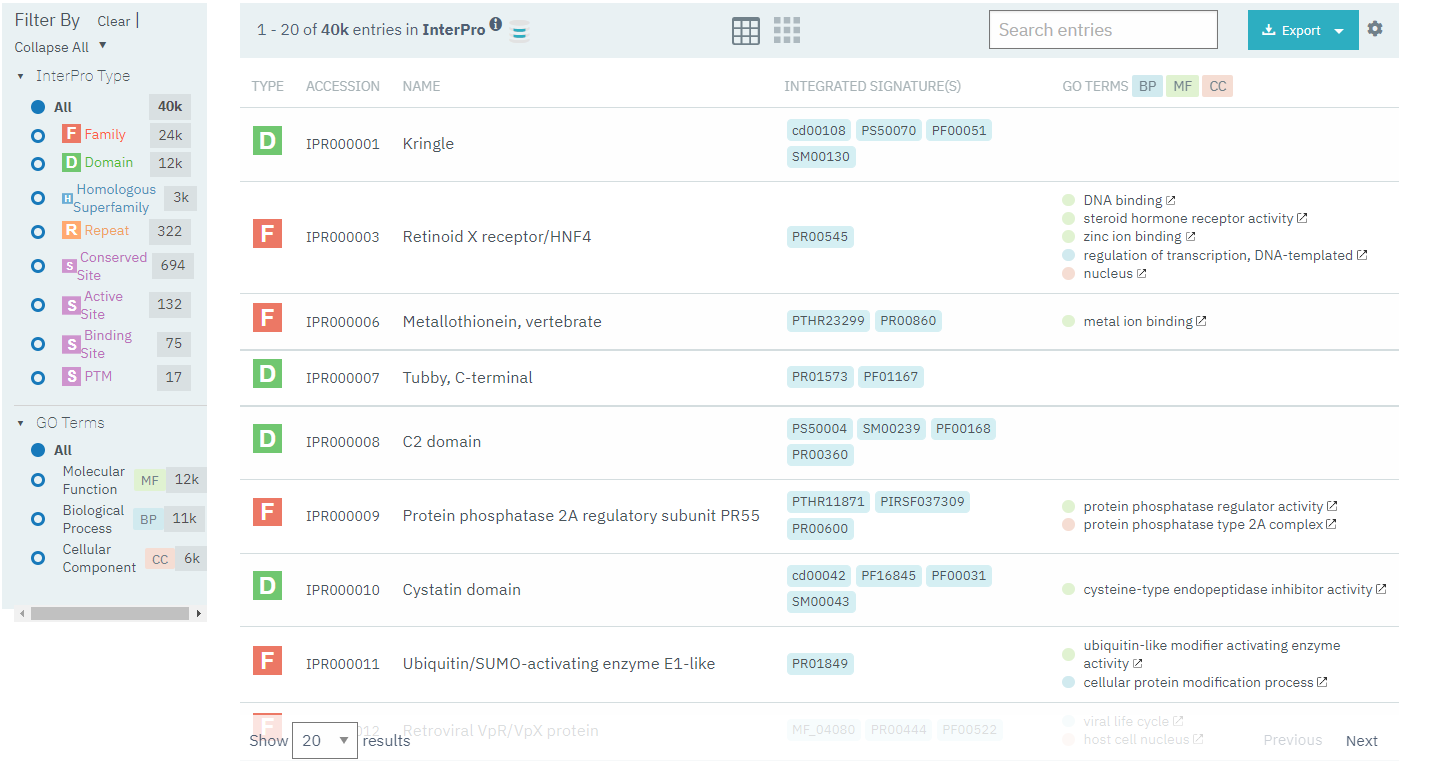 Filter By Clear |
Collapse All ▼
▼ InterPro Type
All 40k
F Family 24k
D Domain 12k
H Homologous
Superfamily 3k
R Repeat 322
S Conserved
Site 694
S Active
Site 132
S Binding
Site 75
S PTM 17
▼ GO Terms
All
Molecular
Function MF 12k
Biological
Process BP 11k
Cellular
Component CC 6k
1 - 20 of 40k entries in InterPro
Search entries
Export
TYPE ACCESSION NAME INTEGRATED SIGNATURE(S) GO TERMS BP MF CC
D IPR000001 Kringle cd00108 PS50070 PF00051
SM00130
F IPR000003 Retinoid X receptor/HNF4 PR00545
DNA binding
steroid hormone receptor activity
zinc ion binding
regulation of transcription, DNA-templated
nucleus
F IPR000006 Metallothionein, vertebrate PTHR23299 PR00860 metal ion binding
D IPR000007 Tubby, C-terminal PR01573 PF01167
D IPR000008 C2 domain PS50004 SM00239 PF00168
PR00360
F IPR000009 Protein phosphatase 2A regulatory subunit PR55 PTHR11871 PIRSF037309
PR00600
protein phosphatase regulator activity
protein phosphatase type 2A complex
D IPR000010 Cystatin domain cd00042 PF16845 PF00031
SM00043
cysteine-type endopeptidase inhibitor activity
F IPR000011 Ubiquitin/SUMO-activating enzyme E1-like PR01849
ubiquitin-like modifier activating enzyme
activity
cellular protein modification process
F 012 Retroviral VpR/VpX protein MF_04080 PR00444 PF00522
viral life cycle
host cell nucleus
Show 20 ▼ results
Previous Next